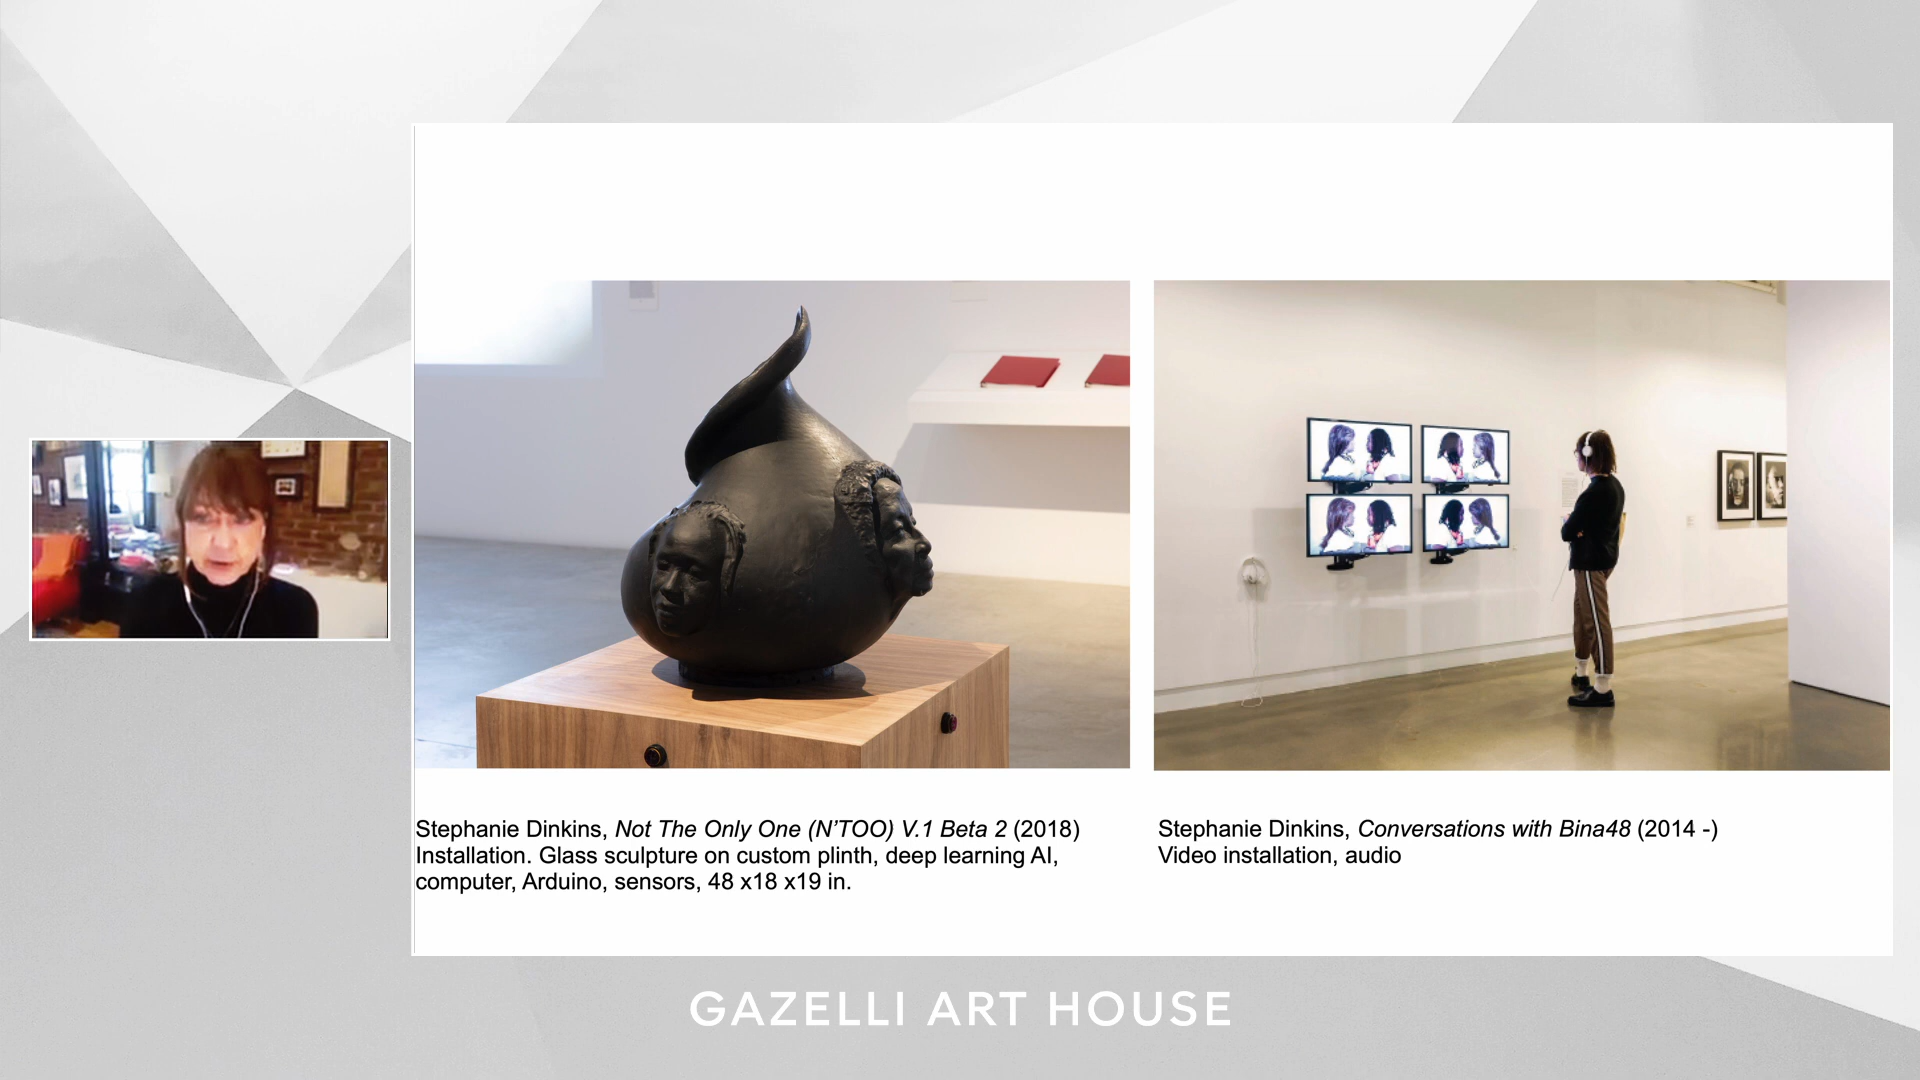 Stephanie Dinkins, Not The Only One (N’TOO) V.1 Beta 2 (2018)
Installation. Glass sculpture on custom plinth, deep learning AI,
computer, Arduino, sensors, 48 x18 x19 in.
Stephanie Dinkins, Conversations with Bina48 (2014 -)
Video installation, audio
GAZELLI ART HOUSE